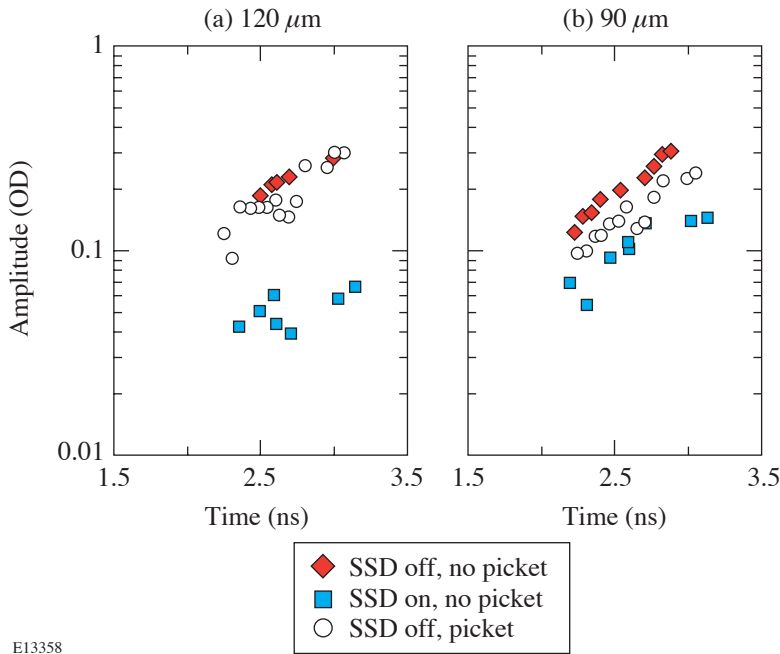 (a) 120 μm
(b) 90 μm
1
0.1
0.01
Amplitude (OD)
1.5 2.5 3.5
1.5 2.5 3.5
Time (ns)
Time (ns)
SSD off, no picket
SSD on, no picket
SSD off, picket
E13358